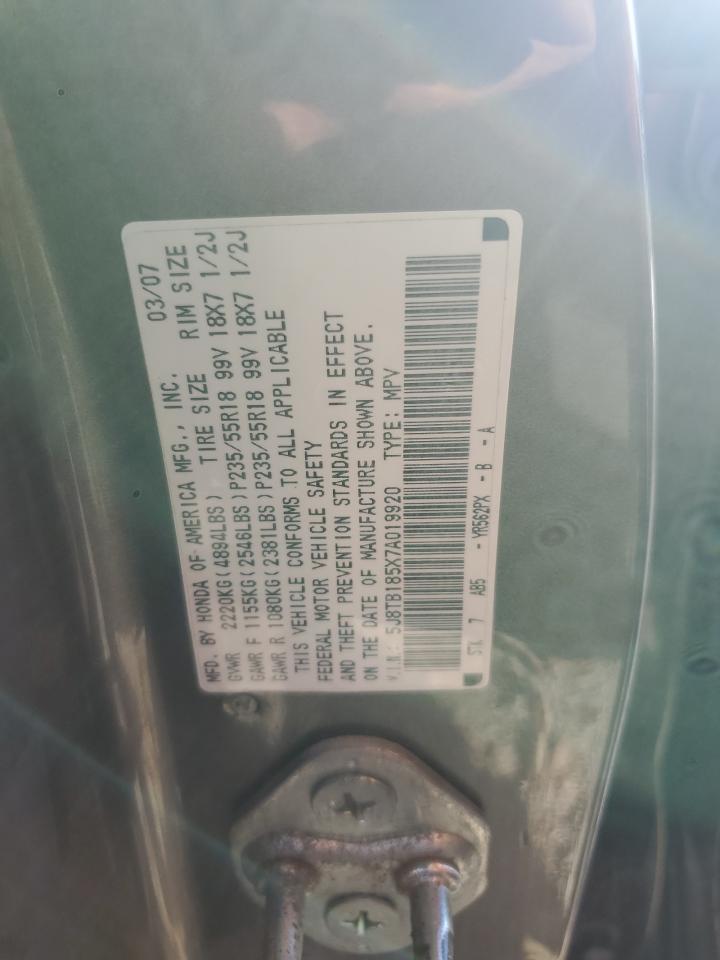 MFD. BY HONDA OF AMERICA MFG., INC. 03/07
GVWR 2220KG(4894LBS) TIRE SIZE RIM SIZE
GAWR F 1155KG(2546LBS)P235/55R18 99V 18X7 1/2J
GAWR R 1080KG(2381LBS)P235/55R18 99V 18X7 1/2J
THIS VEHICLE CONFORMS TO ALL APPLICABLE
FEDERAL MOTOR VEHICLE SAFETY
AND THEFT PREVENTION STANDARDS IN EFFECT
ON THE DATE OF MANUFACTURE SHOWN ABOVE.
V.I.N.: 5J8TB185X7A019920 TYPE: MPV
STK 7 AB5 - YR562PX - B - A